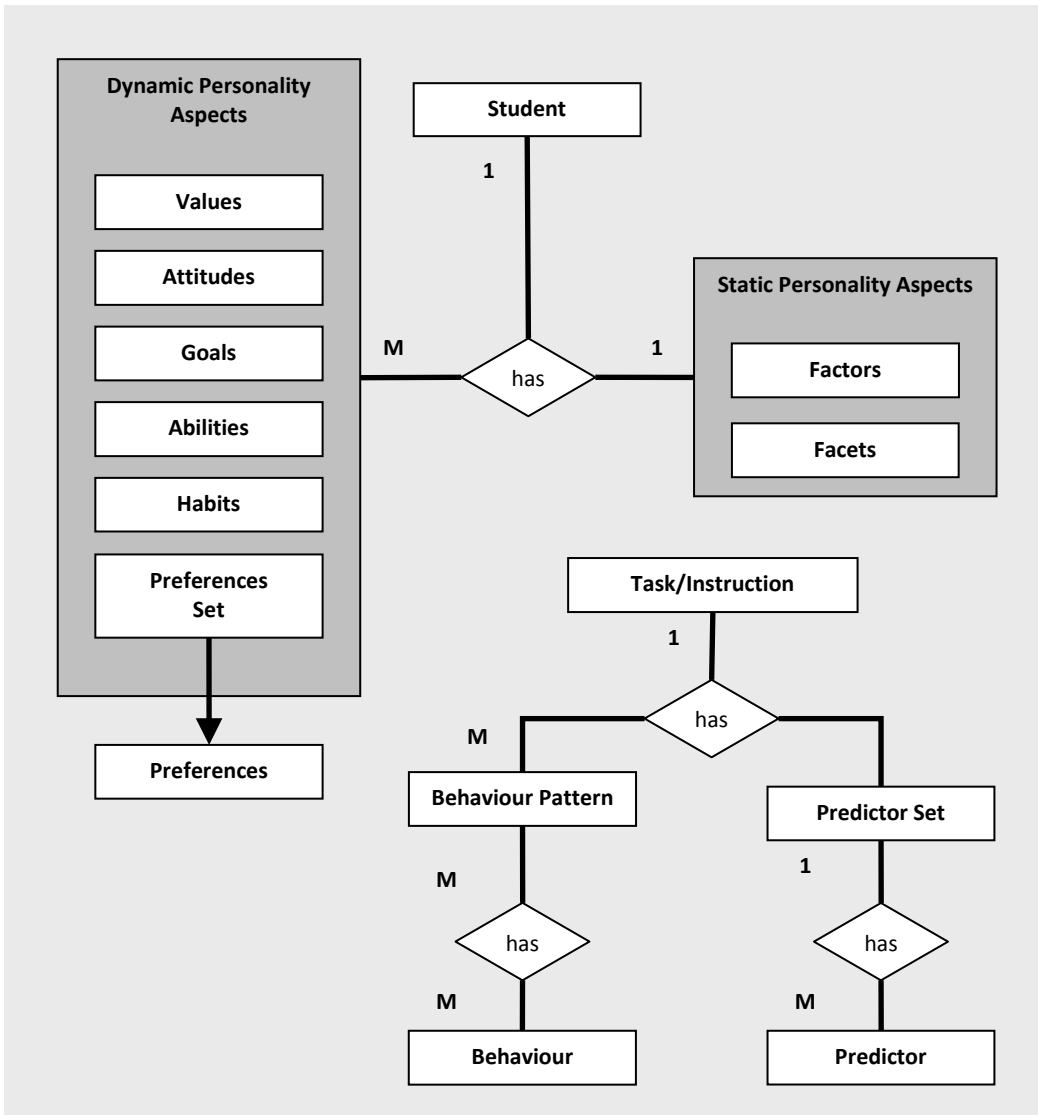 Dynamic Personality
Aspects
Values
Attitudes
Goals
Abilities
Habits
Preferences
Set
Preferences
Student
1
M
has
1
Static Personality Aspects
Factors
Facets
Task/Instruction
1
has
M
Behaviour Pattern
M
has
M
Behaviour
Predictor Set
1
has
M
Predictor